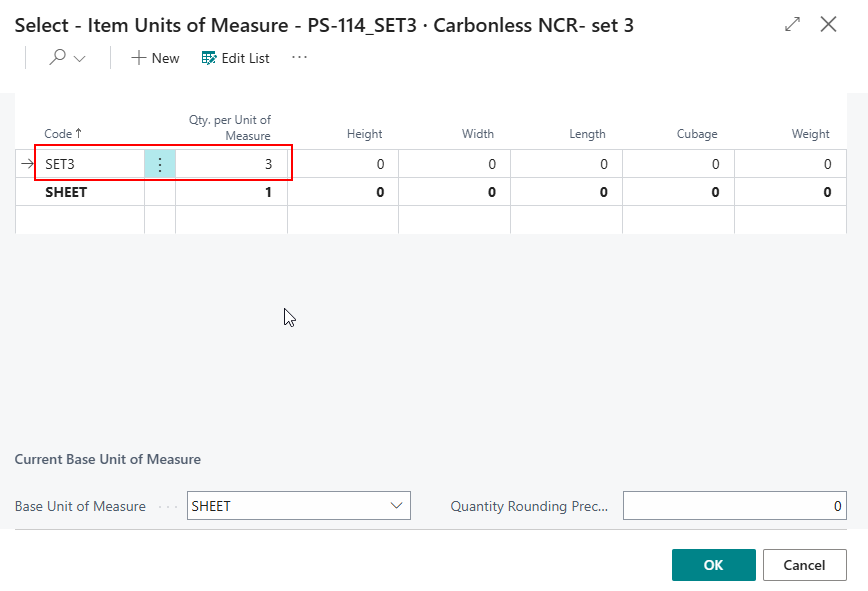 Select - Item Units of Measure - PS-114_SET3 · Carbonless NCR- set 3
New Edit List ···
Code ↑ Qty. per Unit of Measure Height Width Length Cubage Weight
SET3 3 0 0 0 0 0
SHEET 1 0 0 0 0 0
Current Base Unit of Measure
Base Unit of Measure SHEET Quantity Rounding Prec... 0
OK Cancel